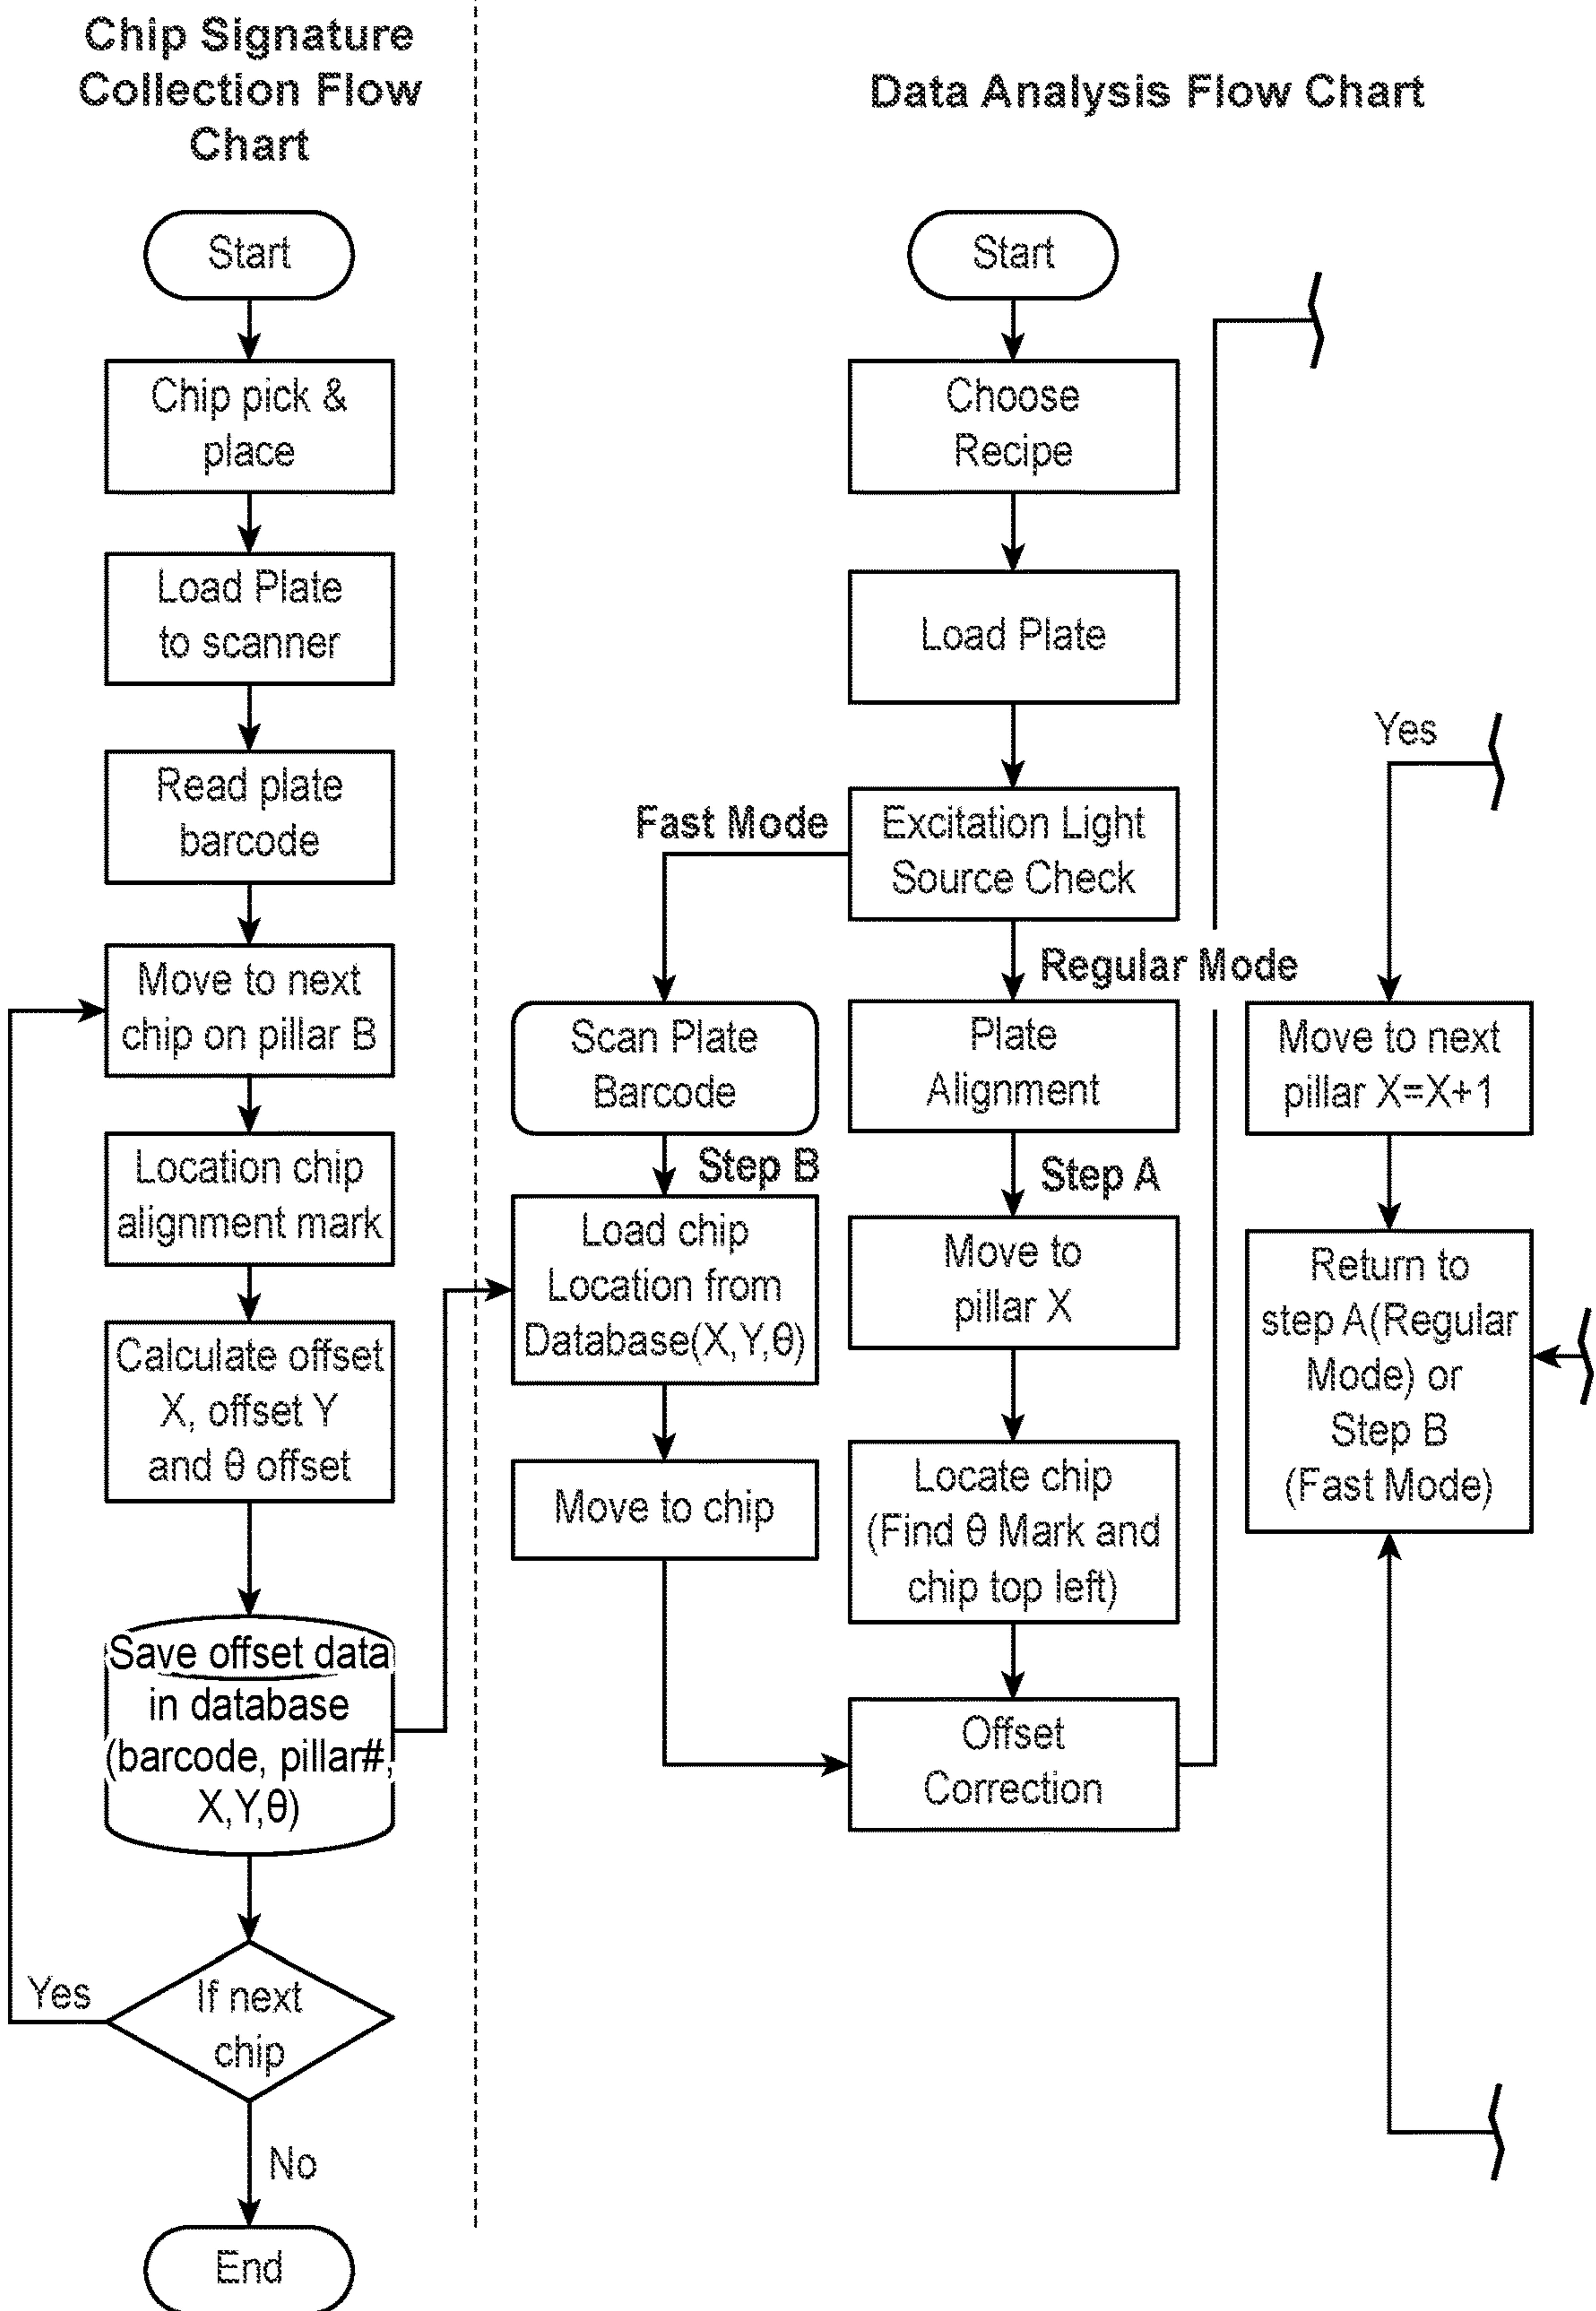 Chip Signature
Collection Flow
Chart
Start
Chip pick &
place
Load Plate
to scanner
Read plate
barcode
Move to next
chip on pillar B
Location chip
alignment mark
Calculate offset
X, offset Y
and θ offset
Save offset data
in database
(barcode, pillar#,
X,Y,θ)
If next
chip
Yes
No
End
Data Analysis Flow Chart
Start
Choose
Recipe
Load Plate
Excitation Light
Source Check
Fast Mode
Regular Mode
Scan Plate
Barcode
Step B
Load chip
Location from
Database(X,Y,θ)
Move to chip
Plate
Alignment
Step A
Move to
pillar X
Locate chip
(Find θ Mark and
chip top left)
Offset
Correction
Yes
Move to next
pillar X=X+1
Return to
step A(Regular
Mode) or
Step B
(Fast Mode)